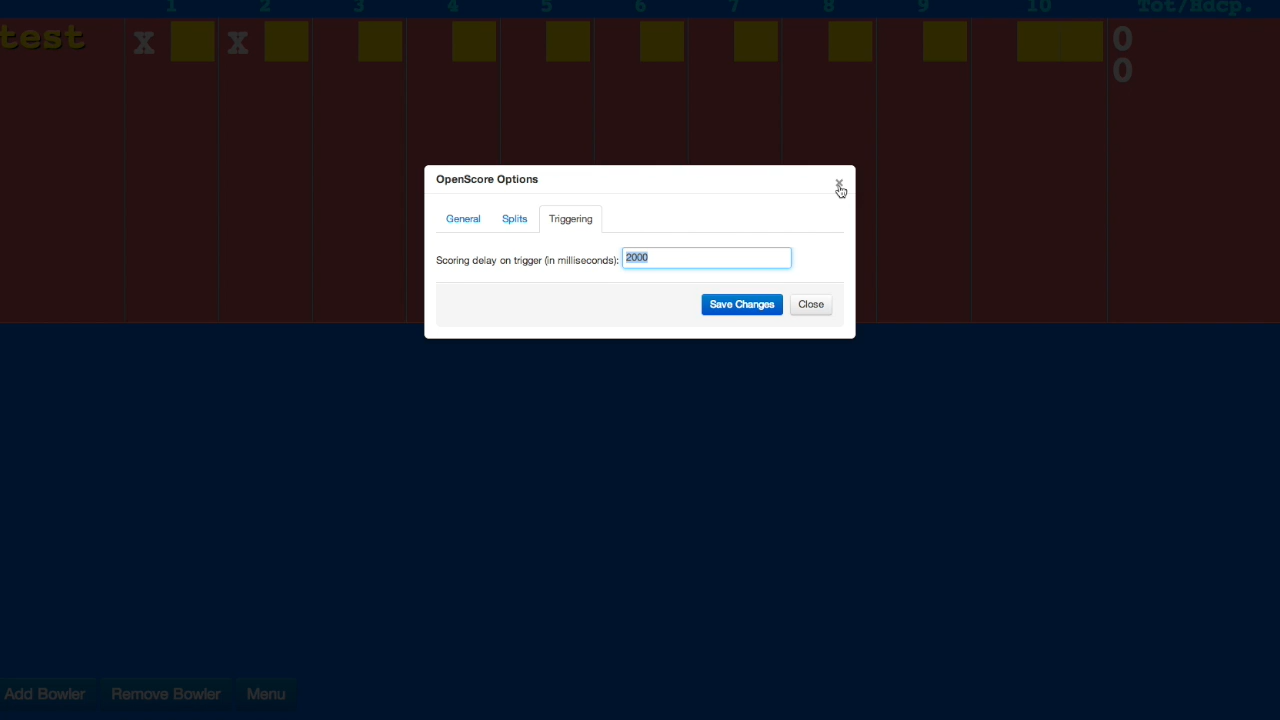 1 2 3 4 5 6 7 8 9 10 Tot/Hdcp.
test X X 0
0
OpenScore Options ×
General Splits Triggering
Scoring delay on trigger (in milliseconds): 2000
Save Changes Close
Add Bowler Remove Bowler Menu